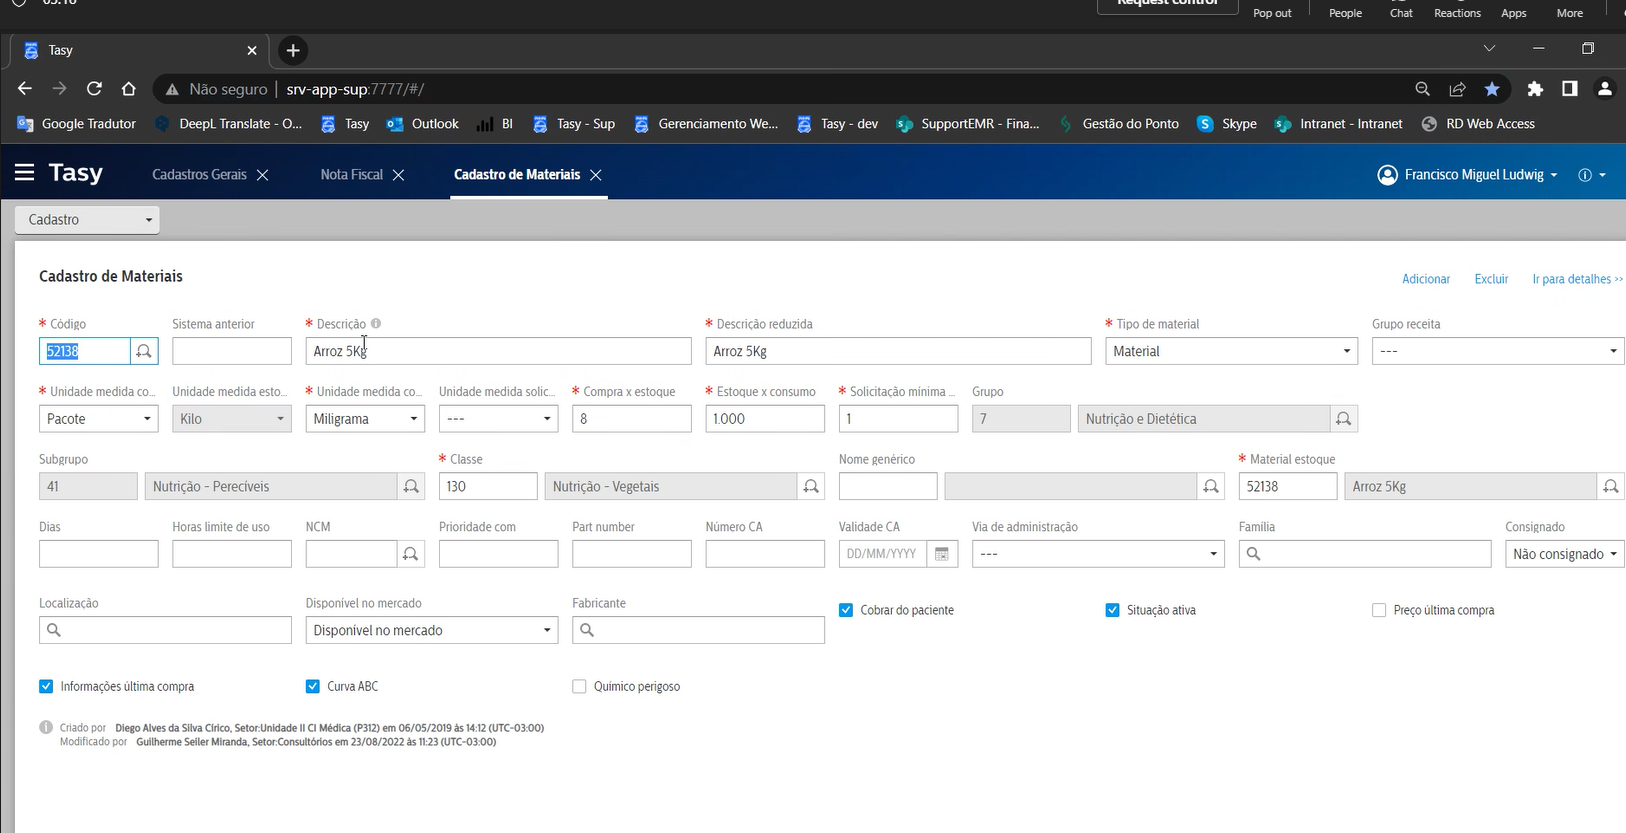 Request control
Pop out
People
Chat
Reactions
Apps
More
Tasy
Não seguro
srv-app-sup:7777/#/
Google Tradutor
DeepL Translate - O...
Tasy
Outlook
BI
Tasy - Sup
Gerenciamento We...
Tasy - dev
SupportEMR - Fina...
Gestão do Ponto
Skype
Intranet - Intranet
RD Web Access
Tasy
Cadastros Gerais
Nota Fiscal
Cadastro de Materiais
Francisco Miguel Ludwig
Cadastro
Cadastro de Materiais
Adicionar
Excluir
Ir para detalhes >>
* Código
Sistema anterior
* Descrição
* Descrição reduzida
* Tipo de material
Grupo receita
52138
Arroz 5Kg
Arroz 5Kg
Material
---
* Unidade medida co...
Unidade medida esto...
* Unidade medida co...
Unidade medida solic...
* Compra x estoque
* Estoque x consumo
* Solicitação mínima ...
Grupo
Pacote
Kilo
Miligrama
---
8
1.000
1
7
Nutrição e Dietética
Subgrupo
* Classe
Nome genérico
* Material estoque
41
Nutrição - Perecíveis
130
Nutrição - Vegetais
52138
Arroz 5Kg
Dias
Horas limite de uso
NCM
Prioridade com
Part number
Número CA
Validade CA
Via de administração
Família
Consignado
DD/MM/YYYY
---
Não consignado
Localização
Disponível no mercado
Fabricante
Cobrar do paciente
Situação ativa
Preço última compra
Disponível no mercado
Informações última compra
Curva ABC
Químico perigoso
Criado por Diego Alves da Silva Círico, Setor:Unidade II CI Médica (P312) em 06/05/2019 às 14:12 (UTC-03:00)
Modificado por Guilherme Seiler Miranda, Setor:Consultórios em 23/08/2022 às 11:23 (UTC-03:00)